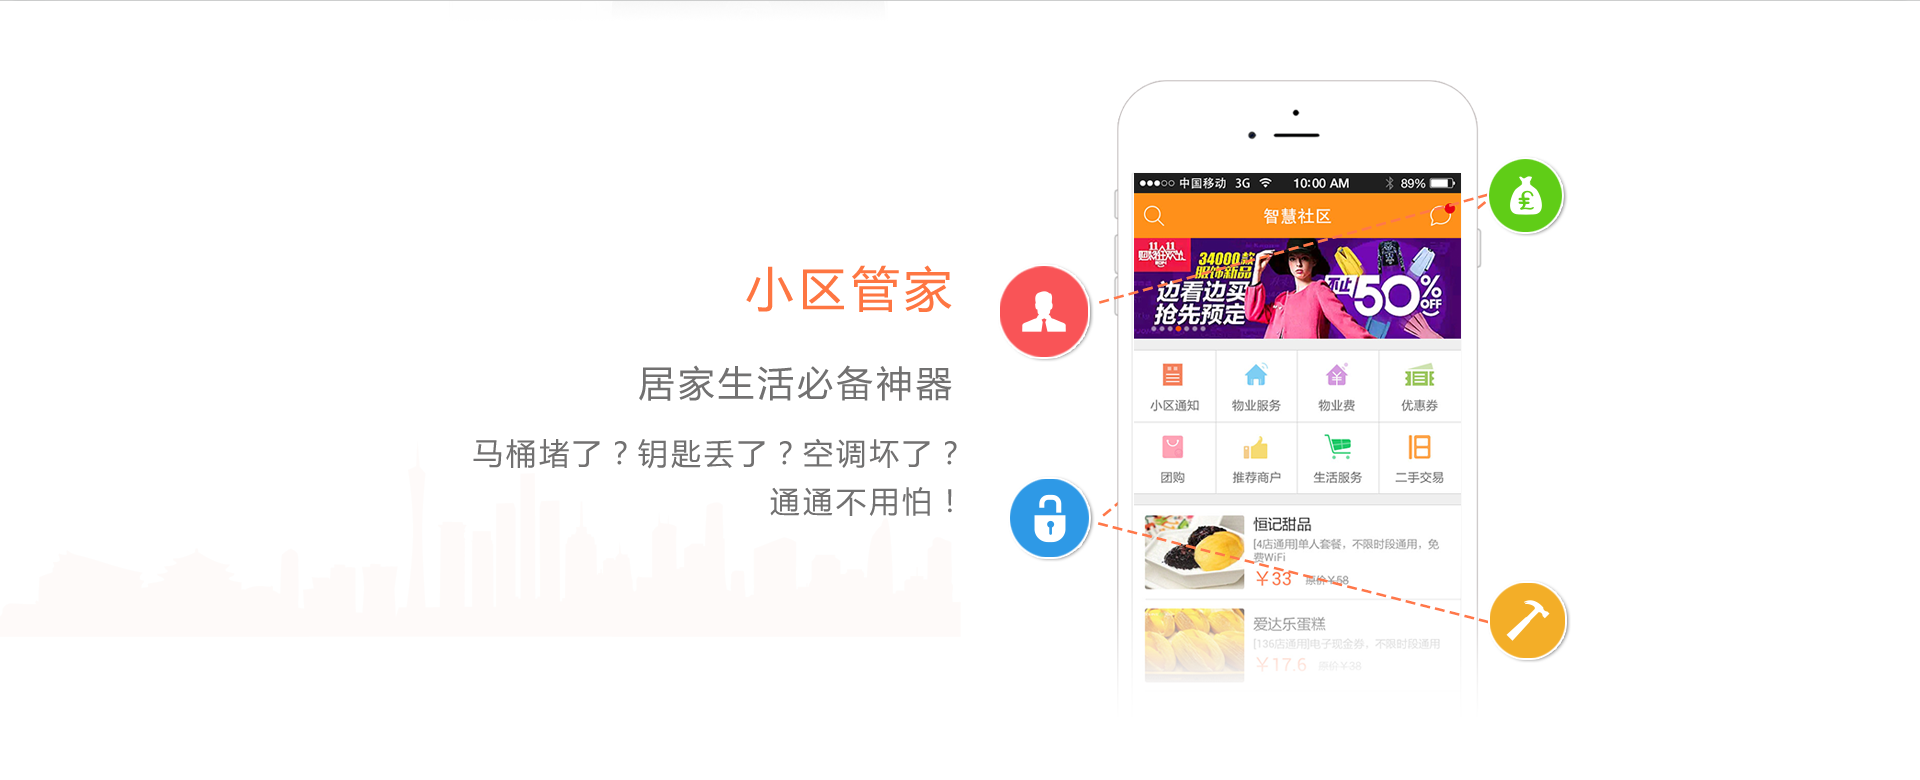 小区管家
居家生活必备神器
马桶堵了？钥匙丢了？空调坏了？
通通不用怕！
中国移动 3G 10:00 AM 89%
智慧社区
11 11
34000款
服饰新品
边看边买
抢先预定
不止50% OFF
小区通知 物业服务 物业费 优惠券
团购 推荐商户 生活服务 二手交易
恒记甜品
[4店通用]单人套餐，不限时段通用，免
费WiFi
￥33 原价￥58
爱达乐蛋糕
[136店通用]电子现金券，不限时段通用
￥17.6 原价￥38